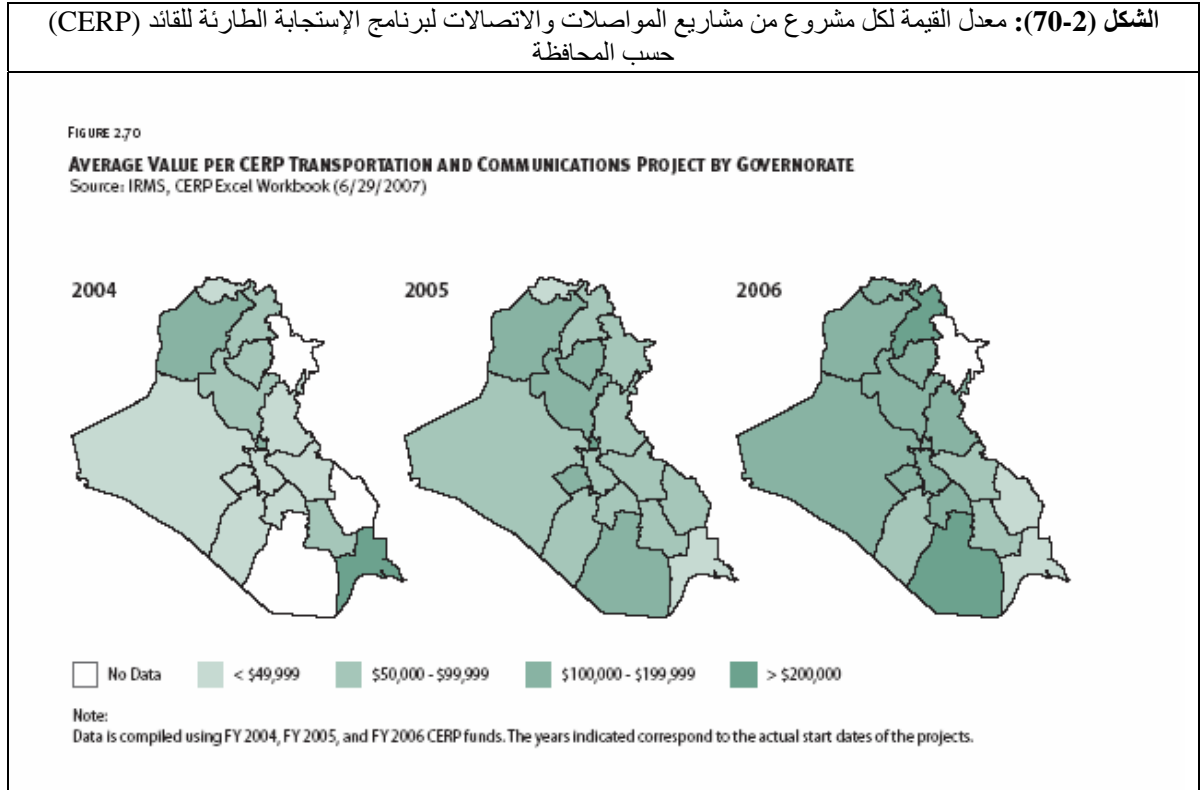 الشكل (2-70): معدل القيمة لكل مشروع من مشاريع المواصلات والاتصالات لبرنامج الإستجابة الطارئة للقائد (CERP)
حسب المحافظة
FIGURE 2.70
AVERAGE VALUE PER CERP TRANSPORTATION AND COMMUNICATIONS PROJECT BY GOVERNORATE
Source: IRMS, CERP Excel Workbook (6/29/2007)
2004 2005 2006
No Data < $49,999 $50,000 - $99,999 $100,000 - $199,999 > $200,000
Note:
Data is compiled using FY 2004, FY 2005, and FY 2006 CERP funds. The years indicated correspond to the actual start dates of the projects.